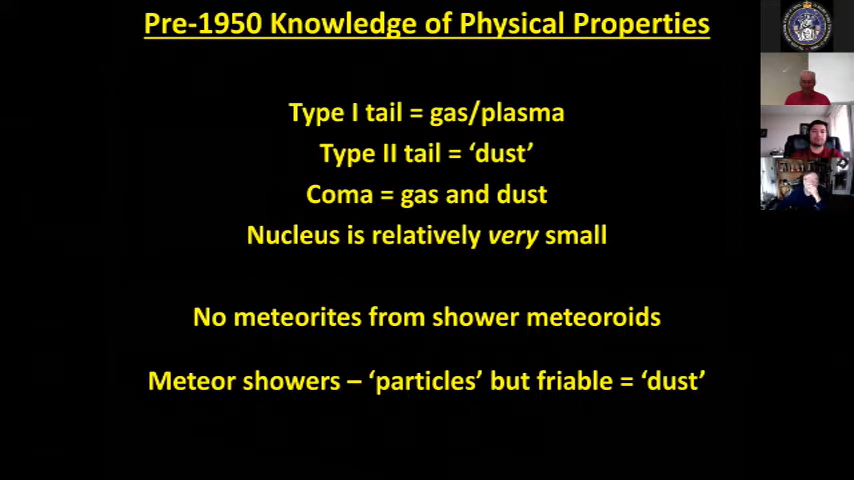 Pre-1950 Knowledge of Physical Properties
Type I tail = gas/plasma
Type II tail = ‘dust’
Coma = gas and dust
Nucleus is relatively very small
No meteorites from shower meteoroids
Meteor showers – ‘particles’ but friable = ‘dust’